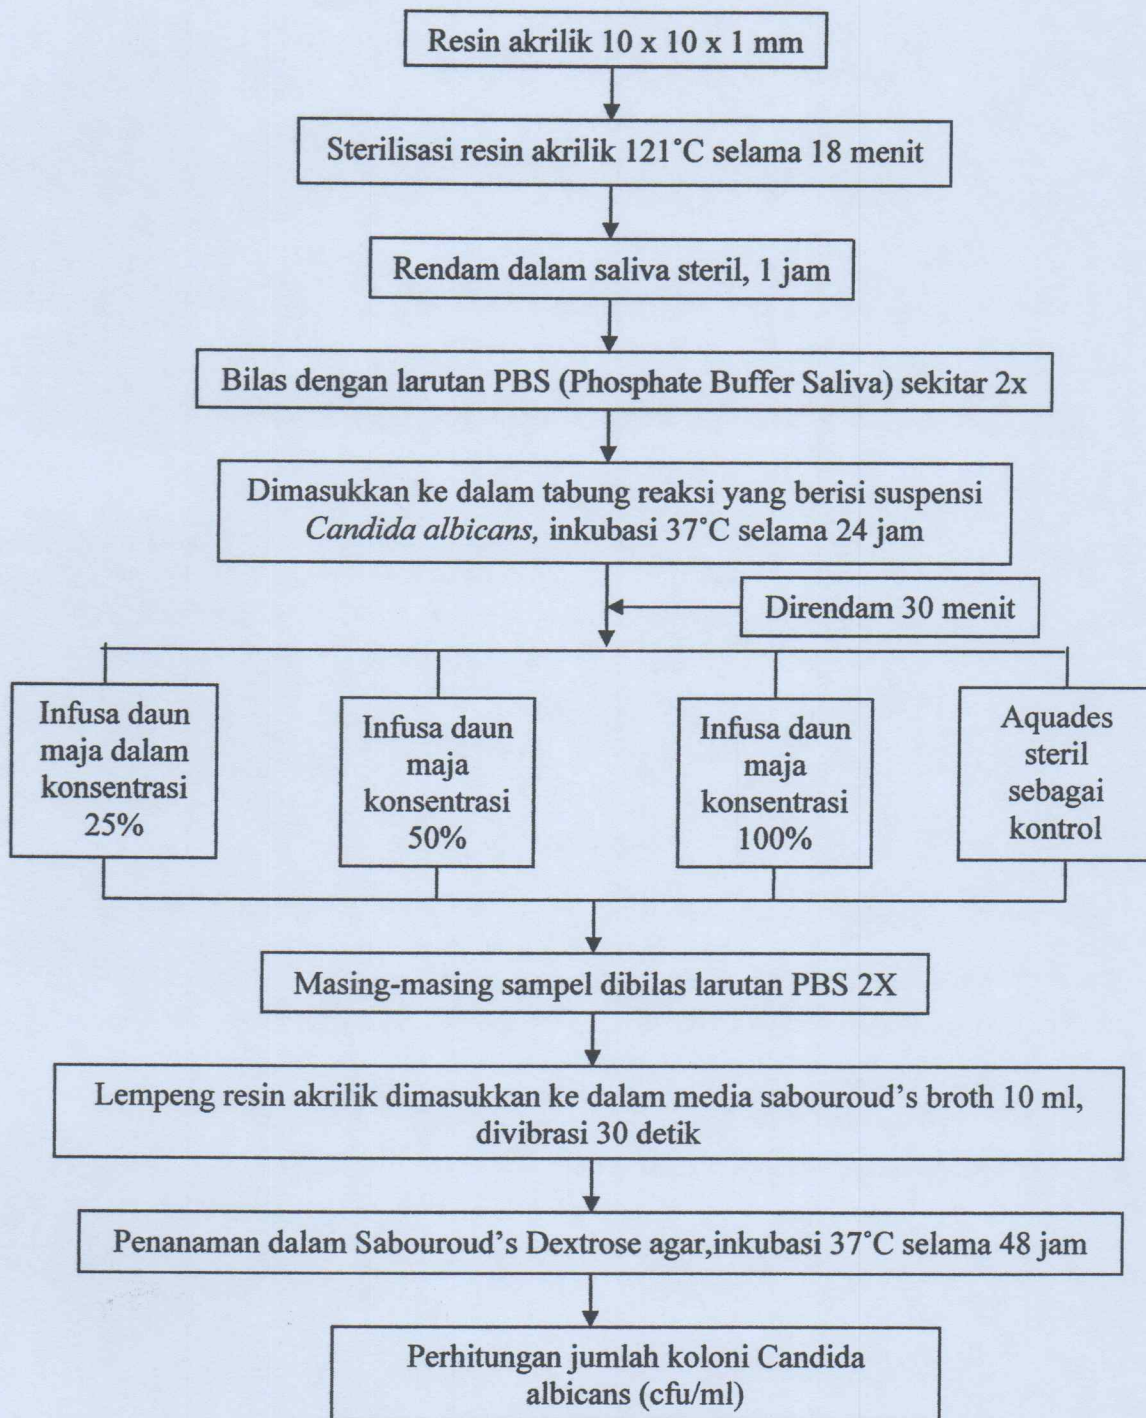 Resin akrilik 10 x 10 x 1 mm
Sterilisasi resin akrilik 121˚C selama 18 menit
Rendam dalam saliva steril, 1 jam
Bilas dengan larutan PBS (Phosphate Buffer Saliva) sekitar 2x
Dimasukkan ke dalam tabung reaksi yang berisi suspensi
Candida albicans, inkubasi 37˚C selama 24 jam
Direndam 30 menit
Infusa daun
maja dalam
konsentrasi
25%
Infusa daun
maja
konsentrasi
50%
Infusa daun
maja
konsentrasi
100%
Aquades
steril
sebagai
kontrol
Masing-masing sampel dibilas larutan PBS 2X
Lempeng resin akrilik dimasukkan ke dalam media sabouroud's broth 10 ml,
divibrasi 30 detik
Penanaman dalam Sabouroud's Dextrose agar,inkubasi 37˚C selama 48 jam
Perhitungan jumlah koloni Candida
albicans (cfu/ml)